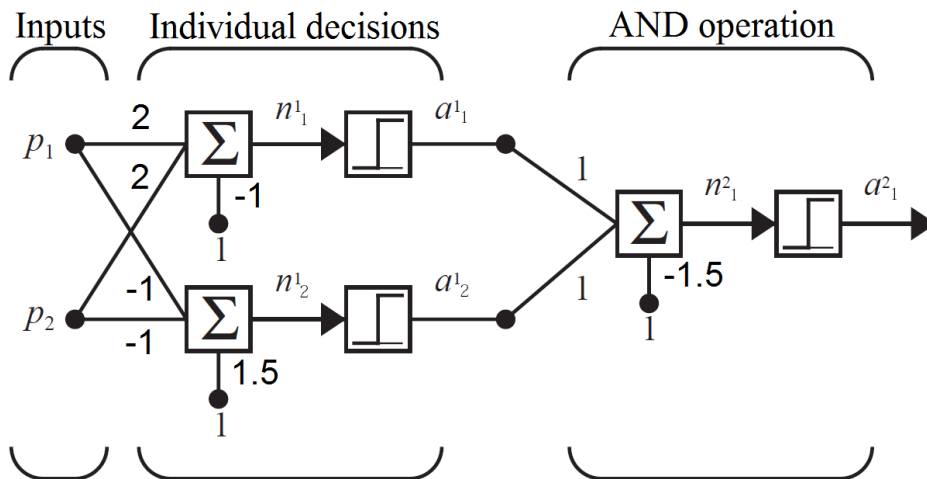 Inputs Individual decisions AND operation
2 n¹₁ a¹₁
p₁ Σ 1
2 -1 n²₁ a²₁
1 Σ
-1 n¹₂ a¹₂ 1 -1.5
p₂ Σ 1
-1 1.5
1